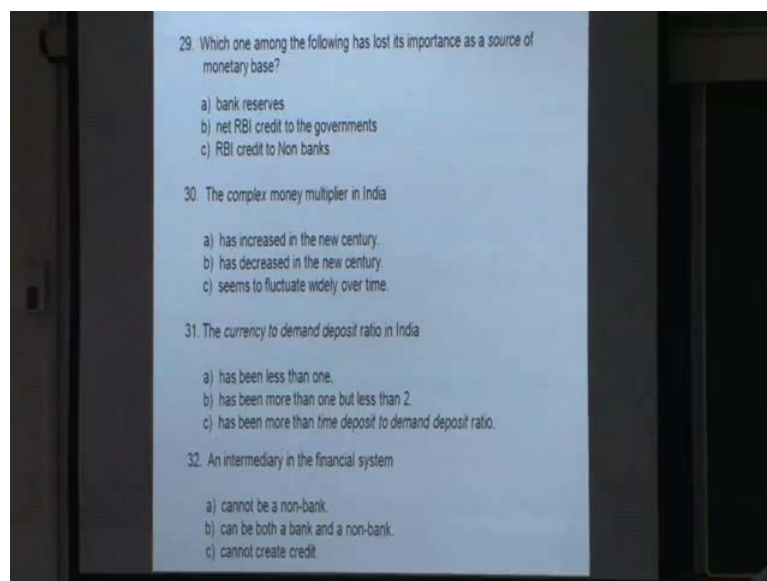 29. Which one among the following has lost its importance as a source of
monetary base?
a) bank reserves
b) net RBI credit to the governments
c) RBI credit to Non banks
30. The complex money multiplier in India
a) has increased in the new century.
b) has decreased in the new century.
c) seems to fluctuate widely over time.
31. The currency to demand deposit ratio in India
a) has been less than one.
b) has been more than one but less than 2.
c) has been more than time deposit to demand deposit ratio.
32. An intermediary in the financial system
a) cannot be a non-bank.
b) can be both a bank and a non-bank.
c) cannot create credit.